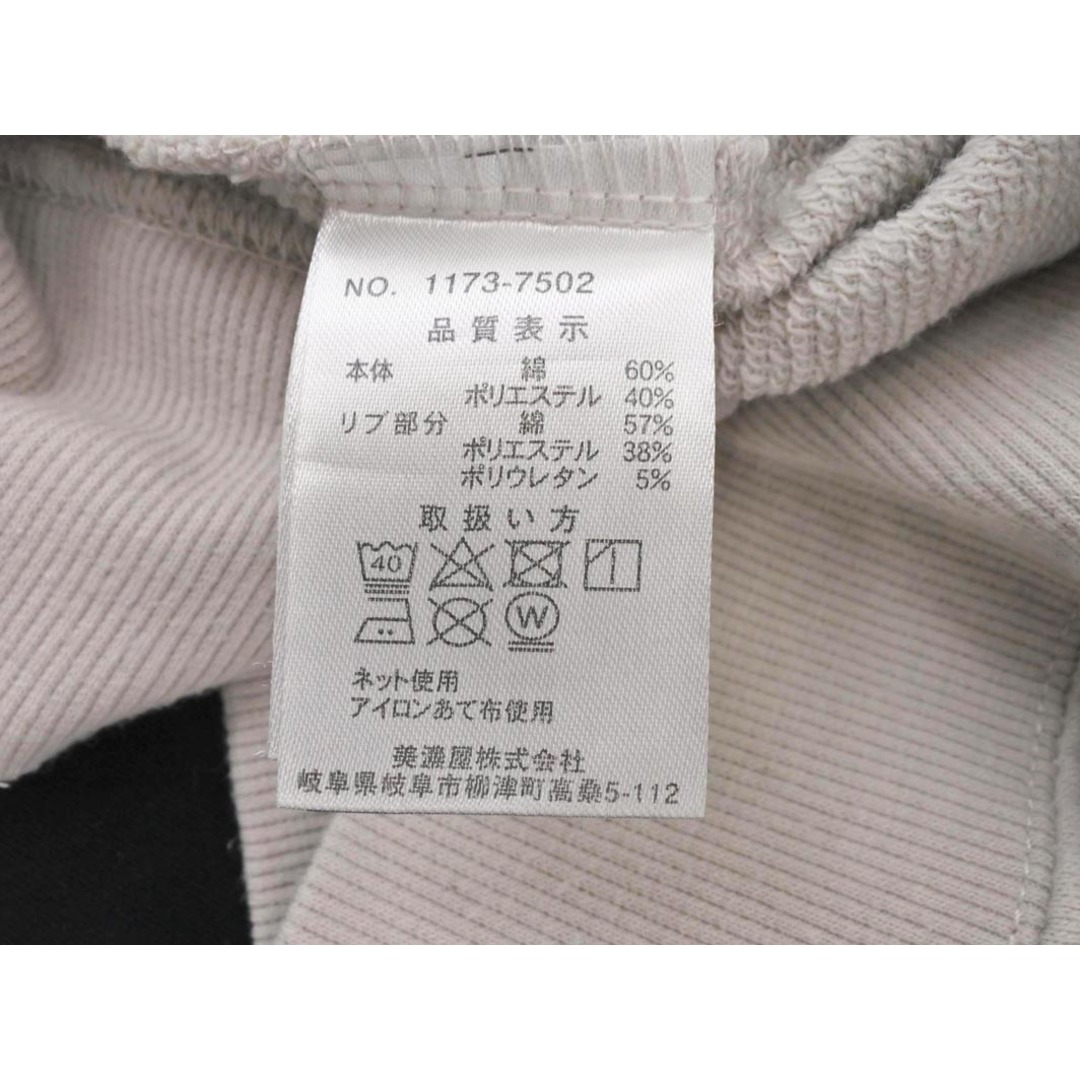 NO. 1173-7502
品質表示
本体 綿 60%
ポリエステル 40%
リブ部分 綿 57%
ポリエステル 38%
ポリウレタン 5%
取扱い方
40
W
ネット使用
アイロンあて布使用
美濃屋株式会社
岐阜県岐阜市柳津町高桑5-112